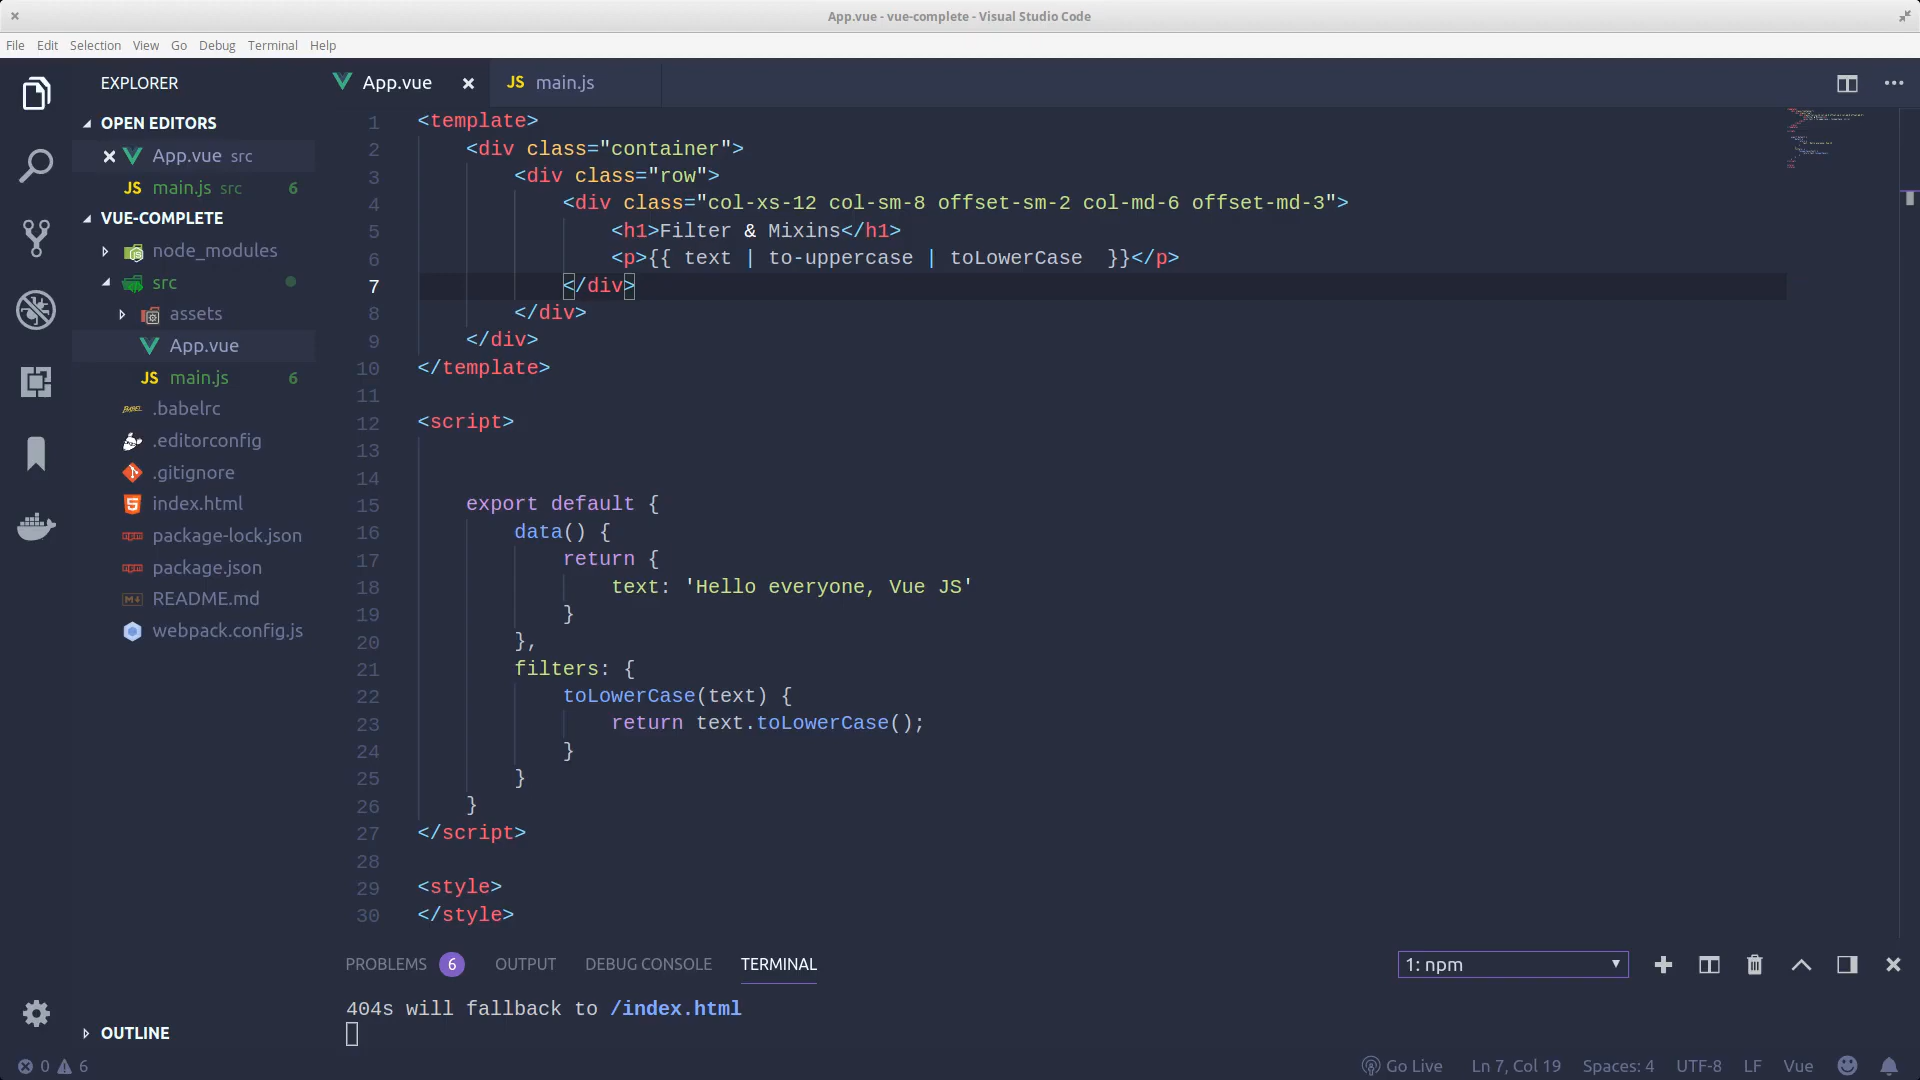 App.vue - vue-complete - Visual Studio Code
File Edit Selection View Go Debug Terminal Help
EXPLORER
OPEN EDITORS
App.vue src
JS main.js src 6
VUE-COMPLETE
node_modules
src
assets
App.vue
JS main.js 6
.babelrc
.editorconfig
.gitignore
index.html
package-lock.json
package.json
README.md
webpack.config.js
OUTLINE
App.vue
JS main.js
1 <template>
2 <div class="container">
3 <div class="row">
4 <div class="col-xs-12 col-sm-8 offset-sm-2 col-md-6 offset-md-3">
5 <h1>Filter & Mixins</h1>
6 <p>{{ text | to-uppercase | toLowerCase  }}</p>
7 </div>
8 </div>
9 </div>
10 </template>
11
12 <script>
13
14
15 export default {
16 data() {
17 return {
18 text: 'Hello everyone, Vue JS'
19 }
20 },
21 filters: {
22 toLowerCase(text) {
23 return text.toLowerCase();
24 }
25 }
26 }
27 </script>
28
29 <style>
30 </style>
PROBLEMS 6 OUTPUT DEBUG CONSOLE TERMINAL 1: npm
404s will fallback to /index.html
0 6 Go Live Ln 7, Col 19 Spaces: 4 UTF-8 LF Vue